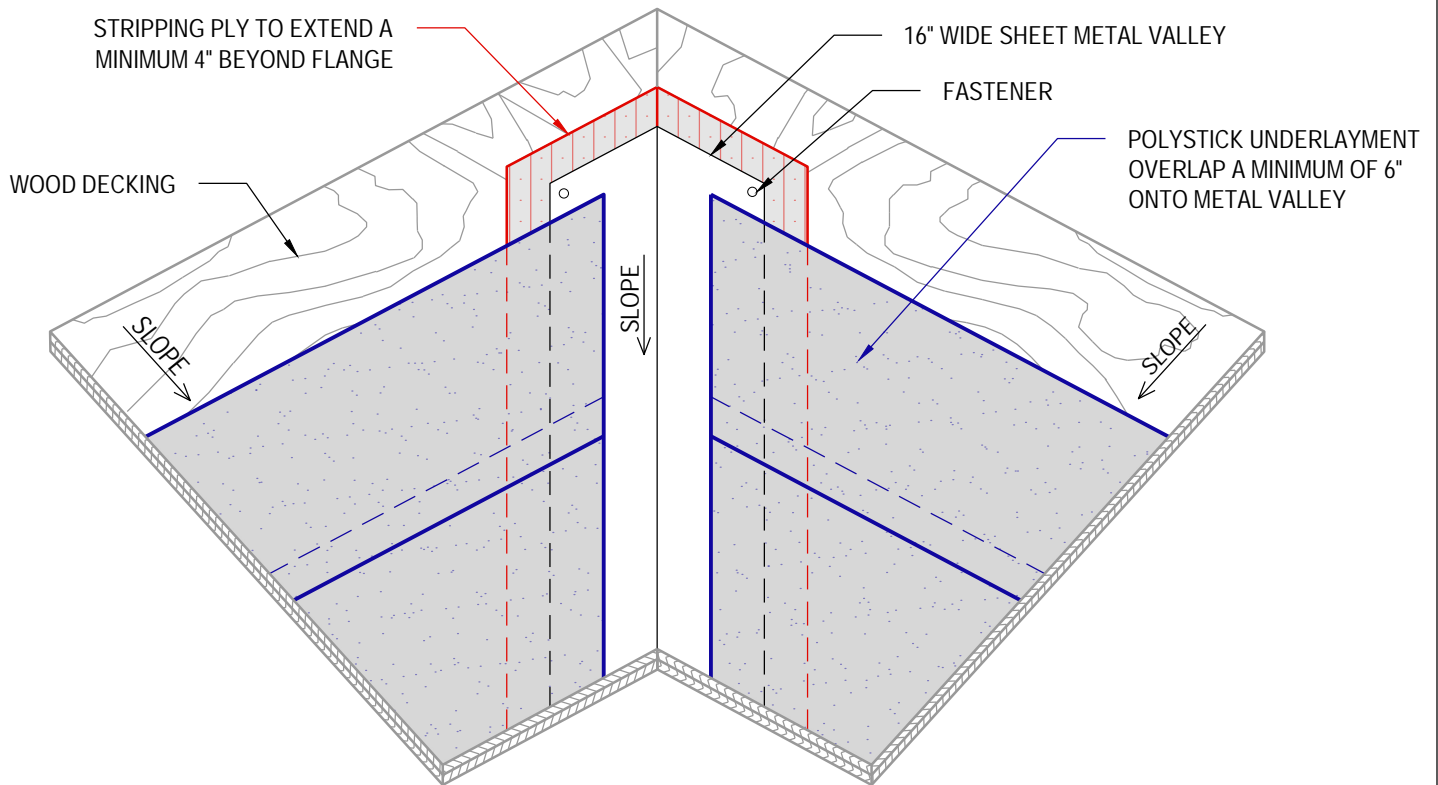 STRIPPING PLY TO EXTEND A
MINIMUM 4" BEYOND FLANGE
16" WIDE SHEET METAL VALLEY
FASTENER
POLYSTICK UNDERLAYMENT
OVERLAP A MINIMUM OF 6"
ONTO METAL VALLEY
WOOD DECKING
SLOPE
SLOPE
SLOPE